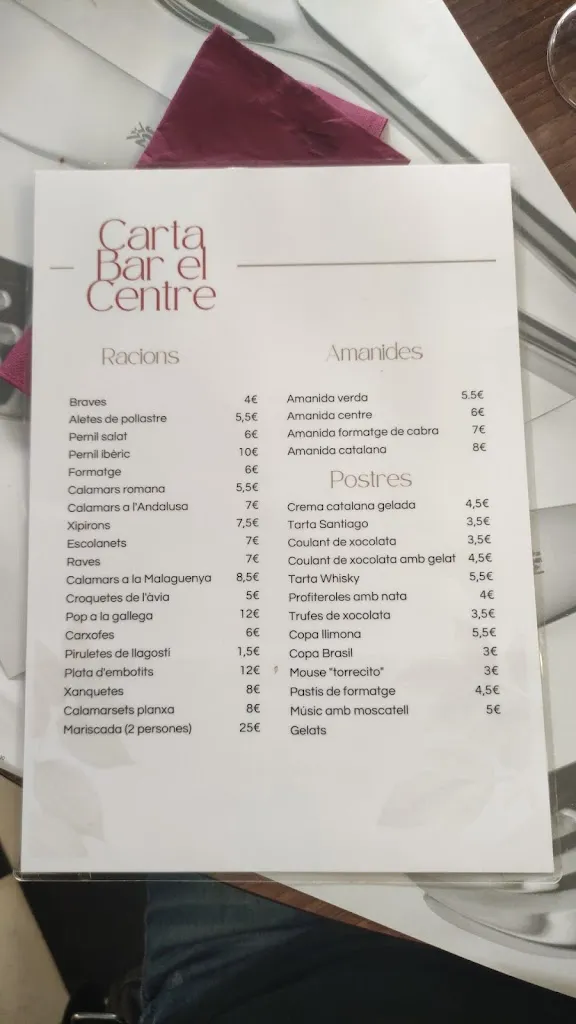 Carta
Bar el
Centre
Racions
Braves 4€
Aletes de pollastre 5,5€
Pernil salat 6€
Pernil ibèric 10€
Formatge 6€
Calamars romana 5,5€
Calamars a l'Andalusa 7€
Xipirons 7,5€
Escolanets 7€
Raves 7€
Calamars a la Malaguenya 8,5€
Croquetes de l'àvia 5€
Pop a la gallega 12€
Carxofes 6€
Piruletes de llagosti 1,5€
Plata d'embotits 12€
Xanquetes 8€
Calamarsets planxa 8€
Mariscada (2 persones) 25€
Amanides
Amanida verda 5.5€
Amanida centre 6€
Amanida formatge de cabra 7€
Amanida catalana 8€
Postres
Crema catalana gelada 4,5€
Tarta Santiago 3,5€
Coulant de xocolata 3,5€
Coulant de xocolata amb gelat 4,5€
Tarta Whisky 5,5€
Profiteroles amb nata 4€
Trufes de xocolata 3,5€
Copa llimona 5,5€
Copa Brasil 3€
Mouse "torrecito" 3€
Pastís de formatge 4,5€
Músic amb moscatell 5€
Gelats